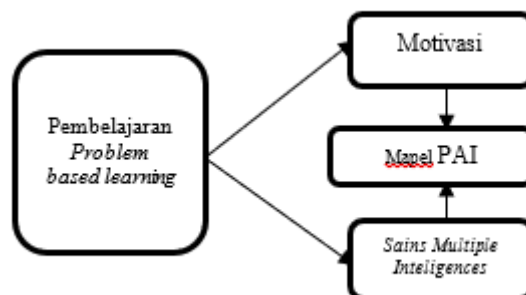 Pembelajaran
Problem
based learning
Motivasi
Mapel PAI
Sains Multiple
Inteligences